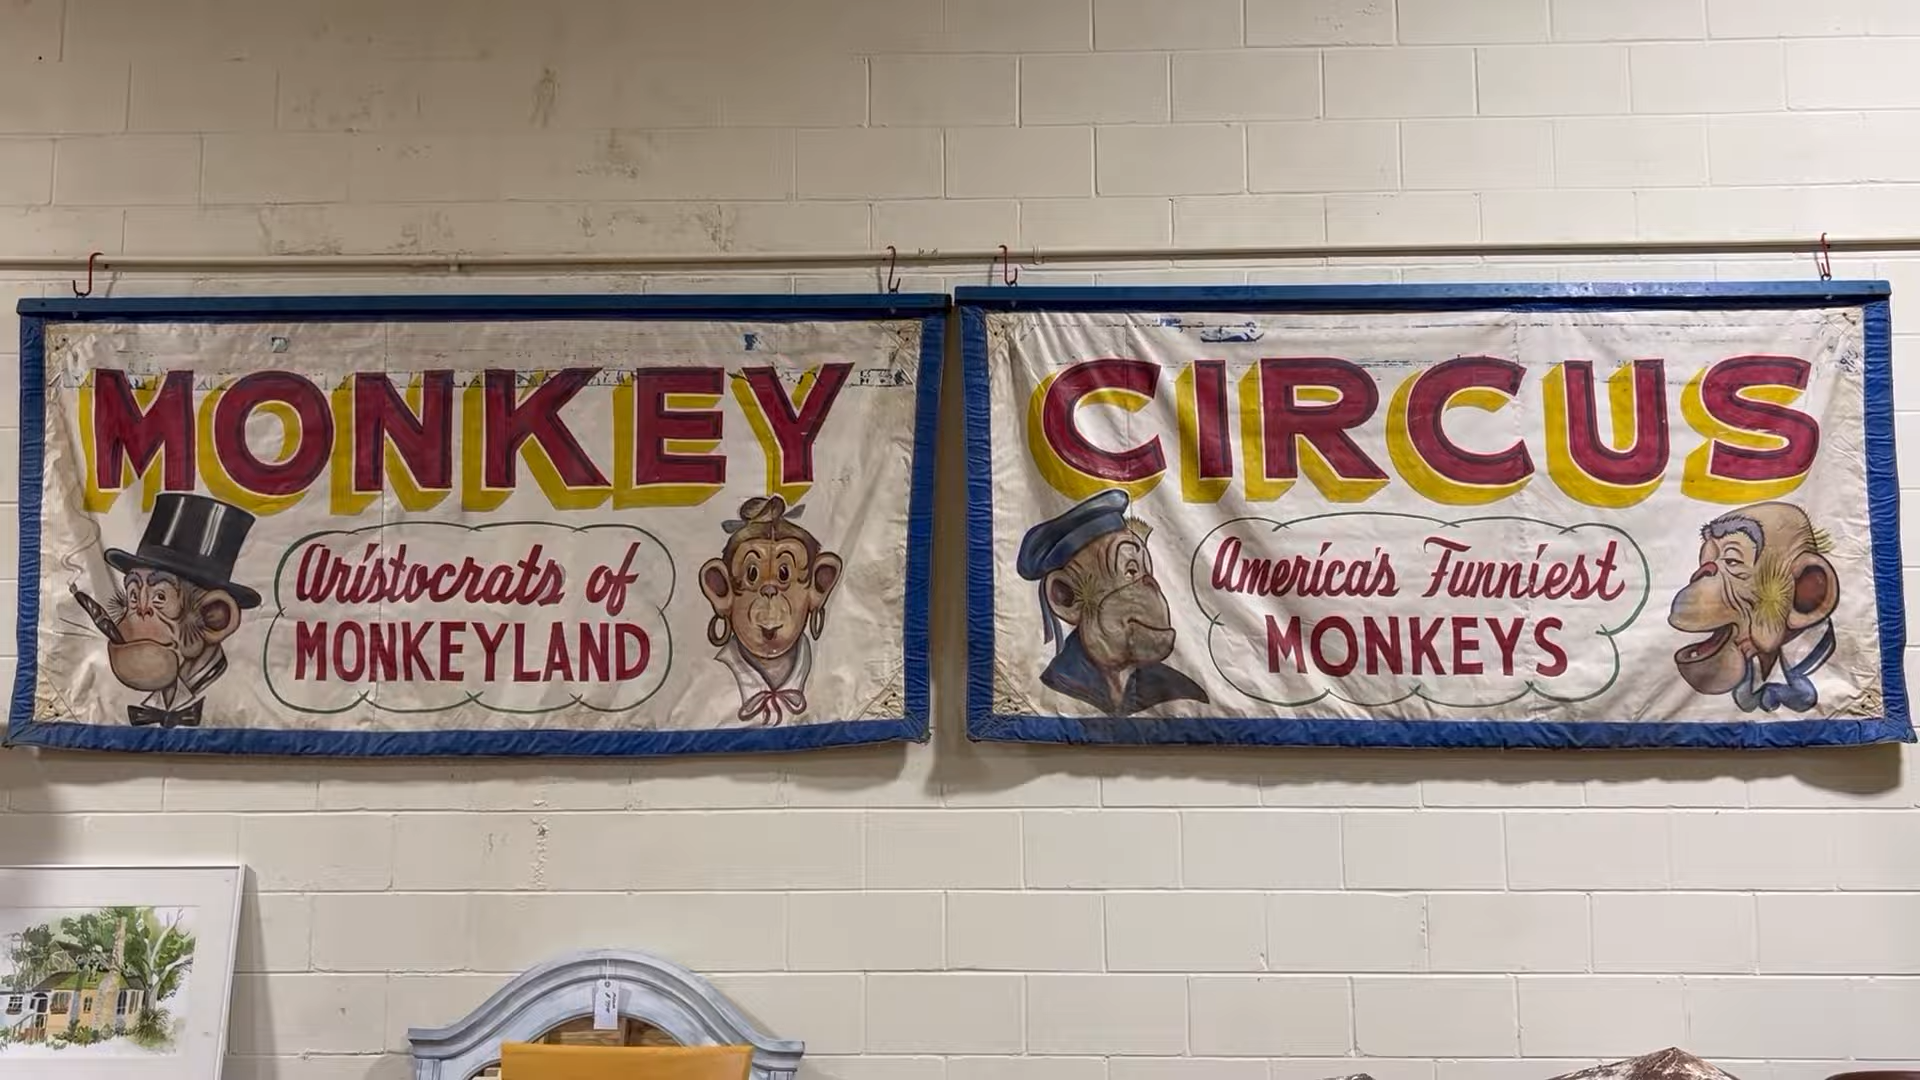 MONKEY
Aristocrats of
MONKEYLAND
CIRCUS
America's Funniest
MONKEYS